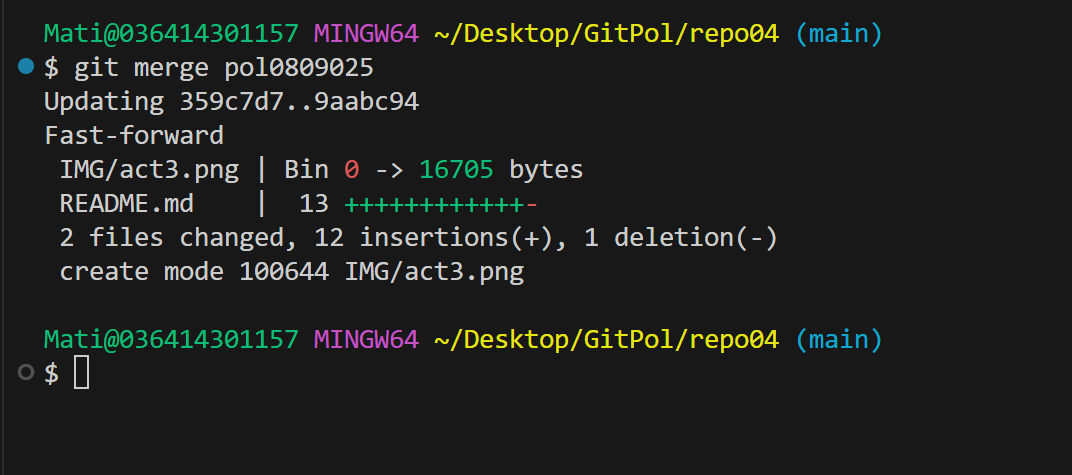 Mati@036414301157 MINGW64 ~/Desktop/GitPol/repo04 (main)
$ git merge pol0809025
Updating 359c7d7..9aabc94
Fast-forward
 IMG/act3.png | Bin 0 -> 16705 bytes
 README.md    |  13 ++++++++++++-
 2 files changed, 12 insertions(+), 1 deletion(-)
 create mode 100644 IMG/act3.png

Mati@036414301157 MINGW64 ~/Desktop/GitPol/repo04 (main)
$